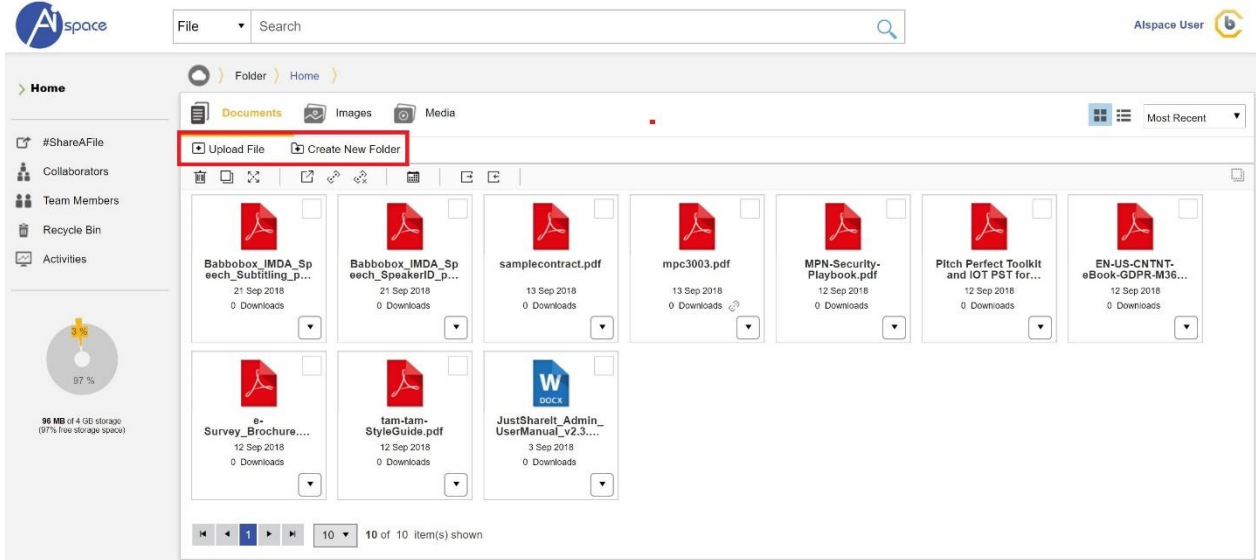 AI space
File
Search
AIspace User
b
Home
#ShareAFile
Collaborators
Team Members
Recycle Bin
Activities
3 %
97 %
96 MB of 4 GB storage
(97% free storage space)
Folder
Home
Documents
Images
Media
Most Recent
Upload File
Create New Folder
Babbobox_IMDA_Sp
eech_Subtitling_p...
21 Sep 2018
0 Downloads
Babbobox_IMDA_Sp
eech_SpeakerID_p...
21 Sep 2018
0 Downloads
samplecontract.pdf
13 Sep 2018
0 Downloads
mpc3003.pdf
13 Sep 2018
0 Downloads
MPN-Security-
Playbook.pdf
12 Sep 2018
0 Downloads
Pitch Perfect Toolkit
and IOT PST for...
12 Sep 2018
0 Downloads
EN-US-CNTNT-
eBook-GDPR-M36...
12 Sep 2018
0 Downloads
e-
Survey_Brochure....
12 Sep 2018
0 Downloads
tam-tam-
StyleGuide.pdf
12 Sep 2018
0 Downloads
W
DOCX
JustShareIt_Admin_
UserManual_v2.3....
3 Sep 2018
0 Downloads
1
10
10 of 10 item(s) shown